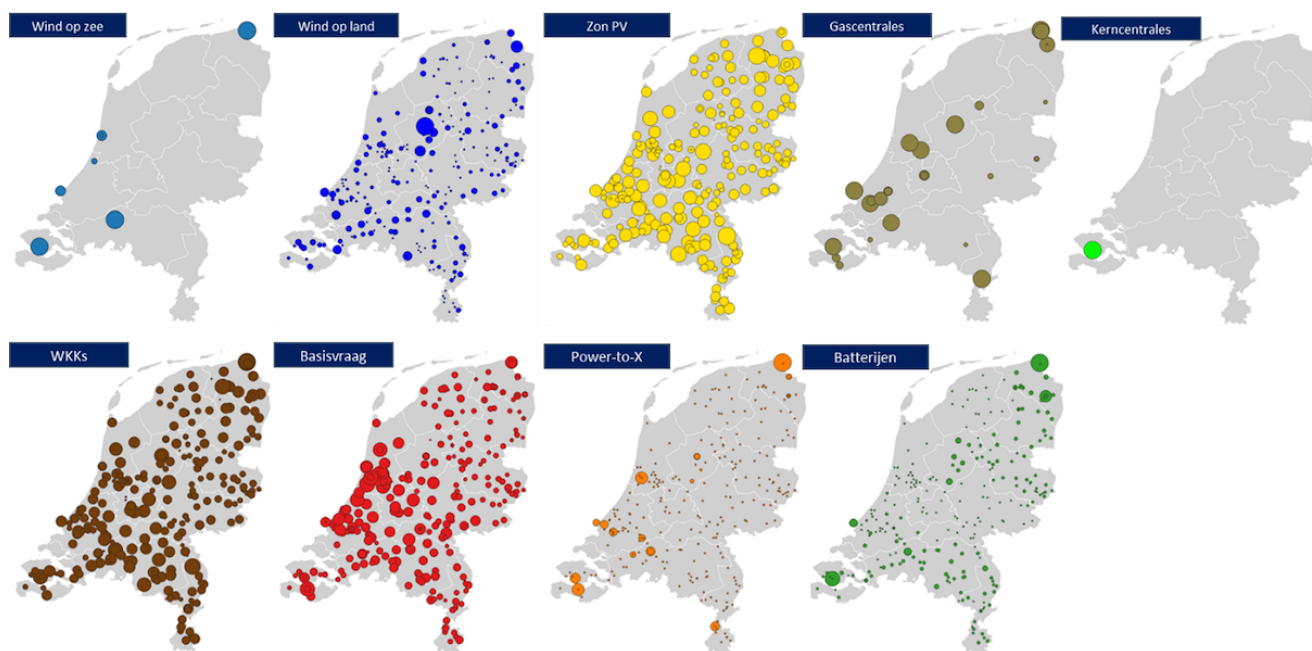 Wind op zee
Wind op land
Zon PV
Gascentrales
Kerncentrales
WKKs
Basisvraag
Power-to-X
Batterijen